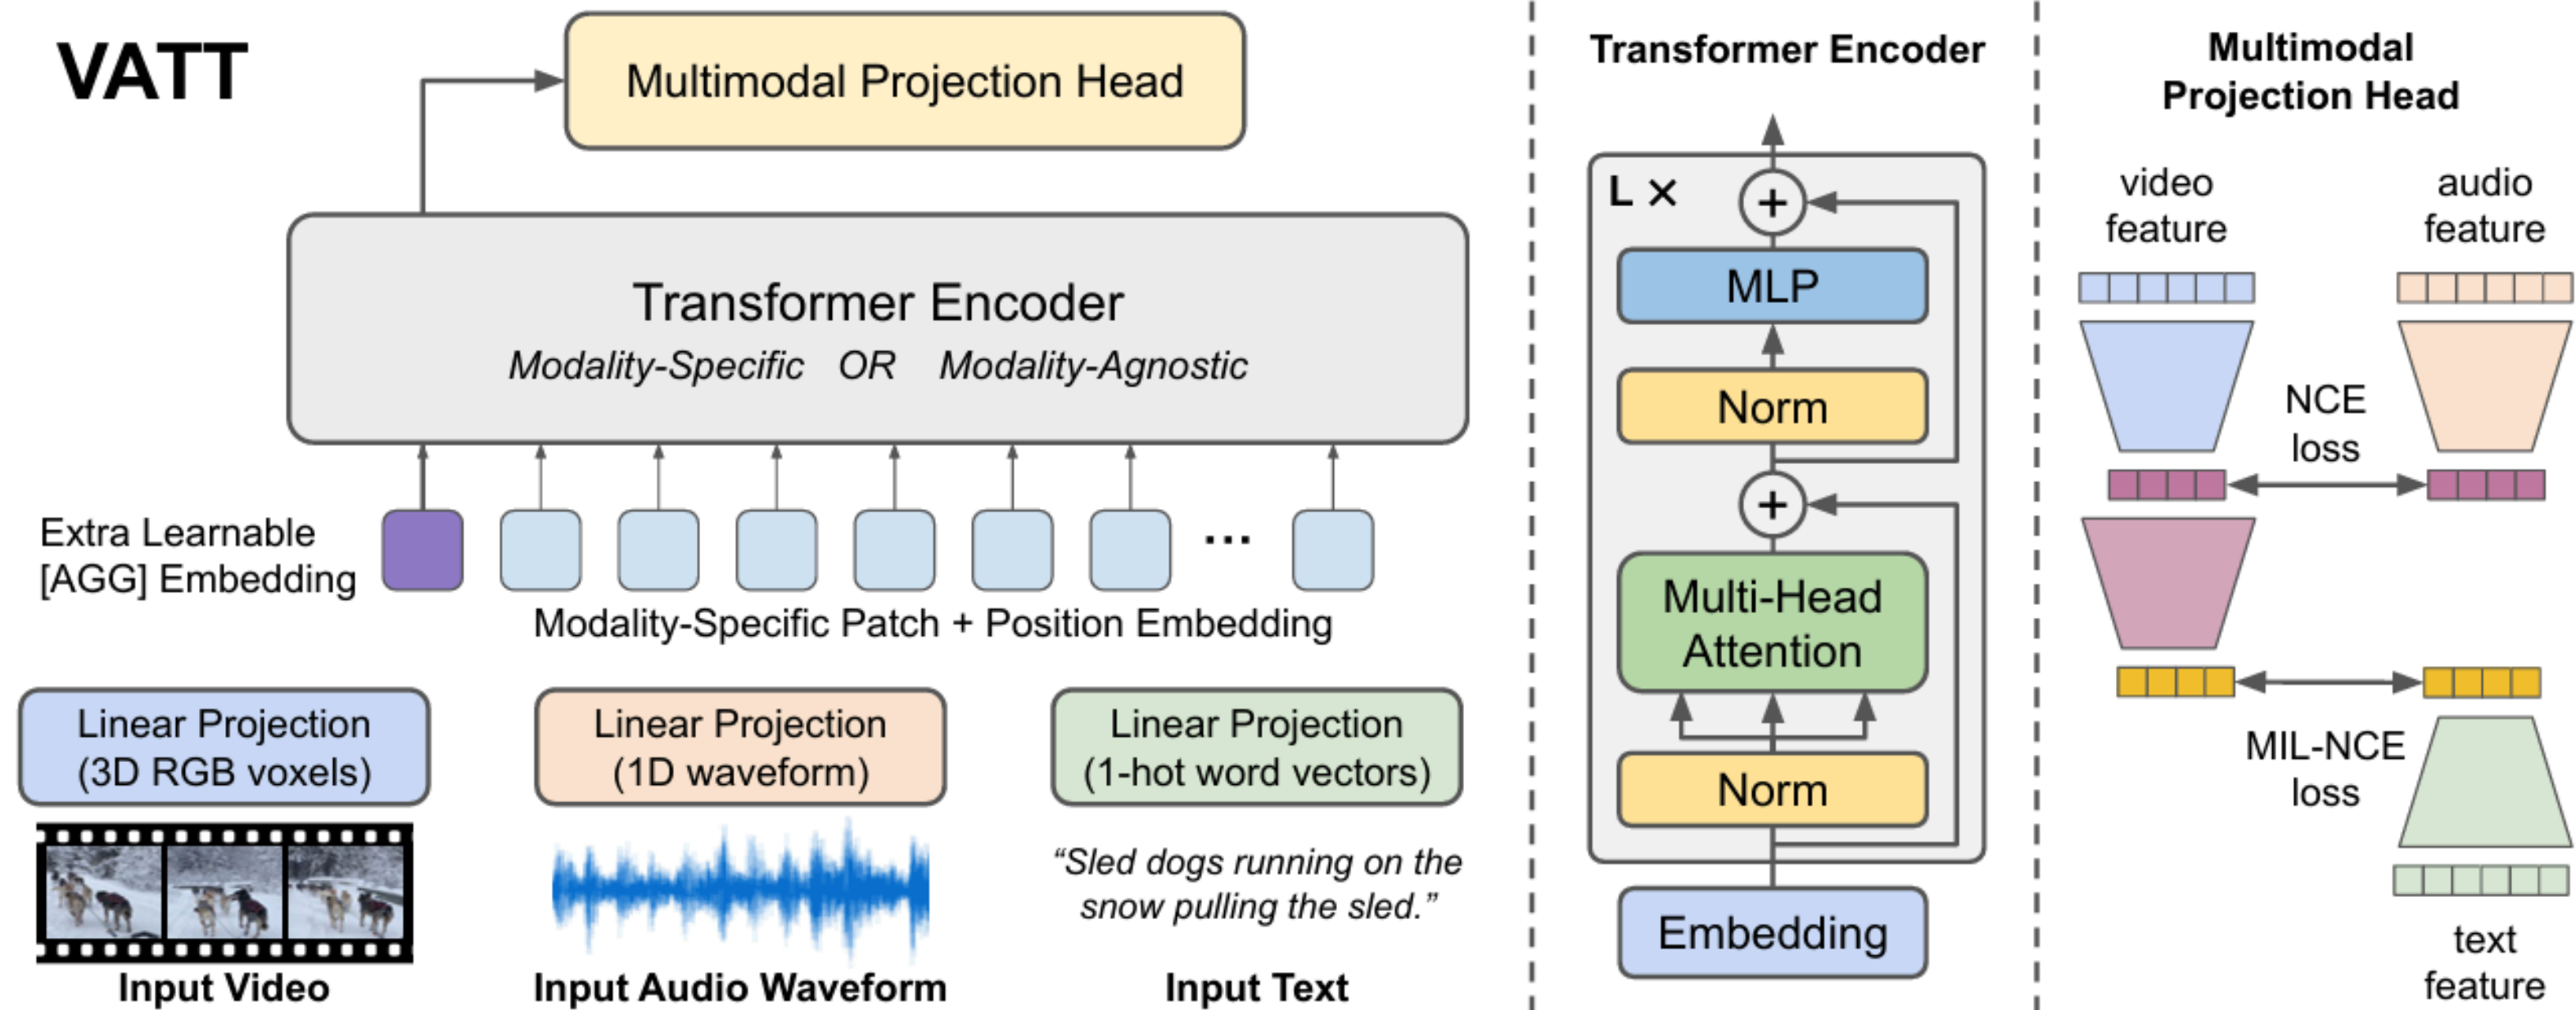 VATT
Multimodal Projection Head
Transformer Encoder
Modality-Specific OR Modality-Agnostic
Extra Learnable
[AGG] Embedding
...
Modality-Specific Patch + Position Embedding
Linear Projection
(3D RGB voxels)
Linear Projection
(1D waveform)
Linear Projection
(1-hot word vectors)
“Sled dogs running on the
snow pulling the sled.”
Input Video
Input Audio Waveform
Input Text
Transformer Encoder
L ×
+
MLP
Norm
+
Multi-Head
Attention
Norm
Embedding
Multimodal
Projection Head
video
feature
audio
feature
NCE
loss
MIL-NCE
loss
text
feature